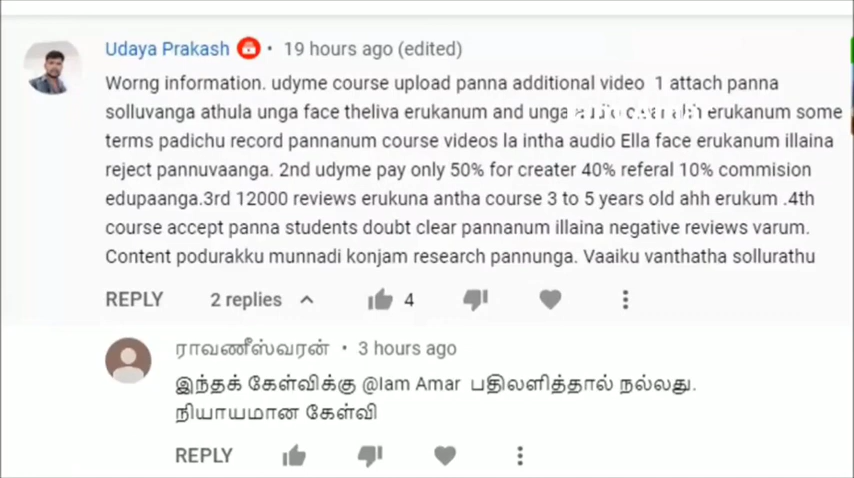 Udaya Prakash • 19 hours ago (edited)
Worng information. udyme course upload panna additional video 1 attach panna
solluvanga athula unga face theliva erukanum and unga audio ahh erukanum some
terms padichu record pannanum course videos la intha audio Ella face erukanum illaina
reject pannuvaanga. 2nd udyme pay only 50% for creater 40% referal 10% commision
edupaanga.3rd 12000 reviews erukuna antha course 3 to 5 years old ahh erukum .4th
course accept panna students doubt clear pannanum illaina negative reviews varum.
Content podurakku munnadi konjam research pannunga. Vaaiku vanthatha sollurathu
REPLY 2 replies 4
ராவணீஸ்வரன் • 3 hours ago
இந்தக் கேள்விக்கு @Iam Amar பதிலளித்தால் நல்லது.
நியாயமான கேள்வி
REPLY